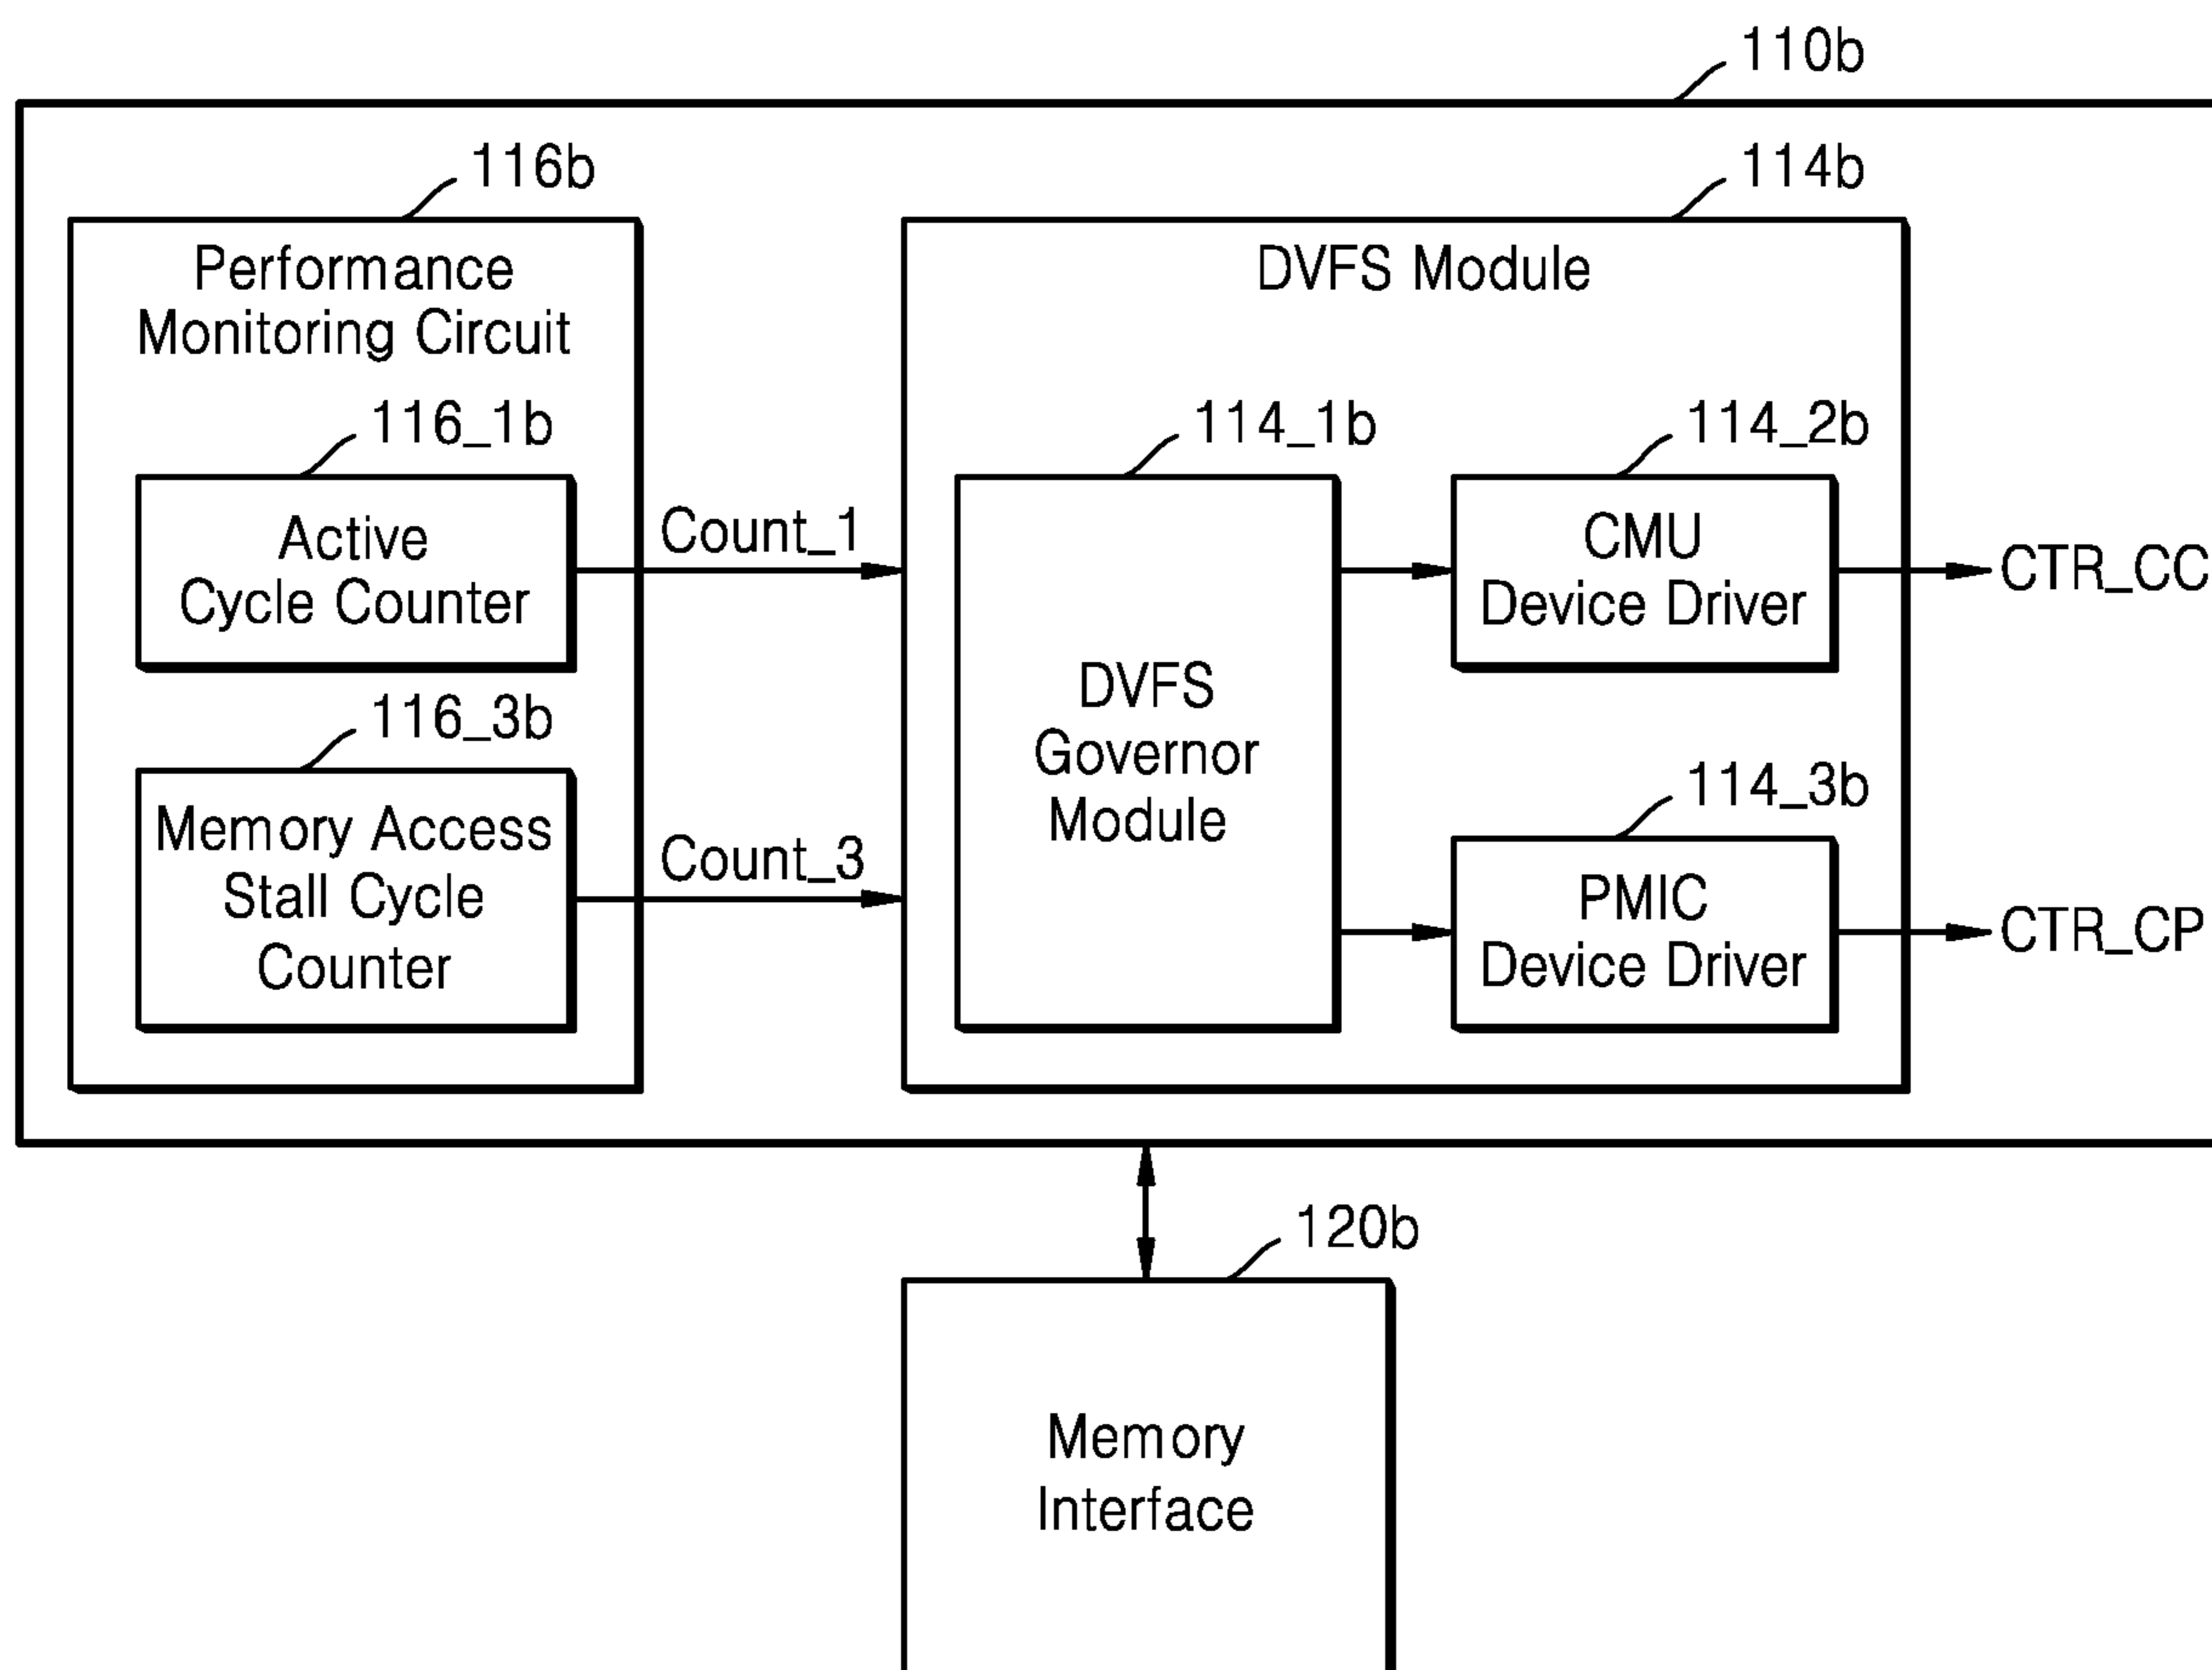 110b
116b
114b
Performance
Monitoring Circuit
DVFS Module
116_1b
114_1b
114_2b
Active
Cycle Counter
Count_1
CMU
Device Driver
CTR_CC
116_3b
DVFS
Governor
Module
114_3b
Memory Access
Stall Cycle
Counter
Count_3
PMIC
Device Driver
CTR_CP
120b
Memory
Interface